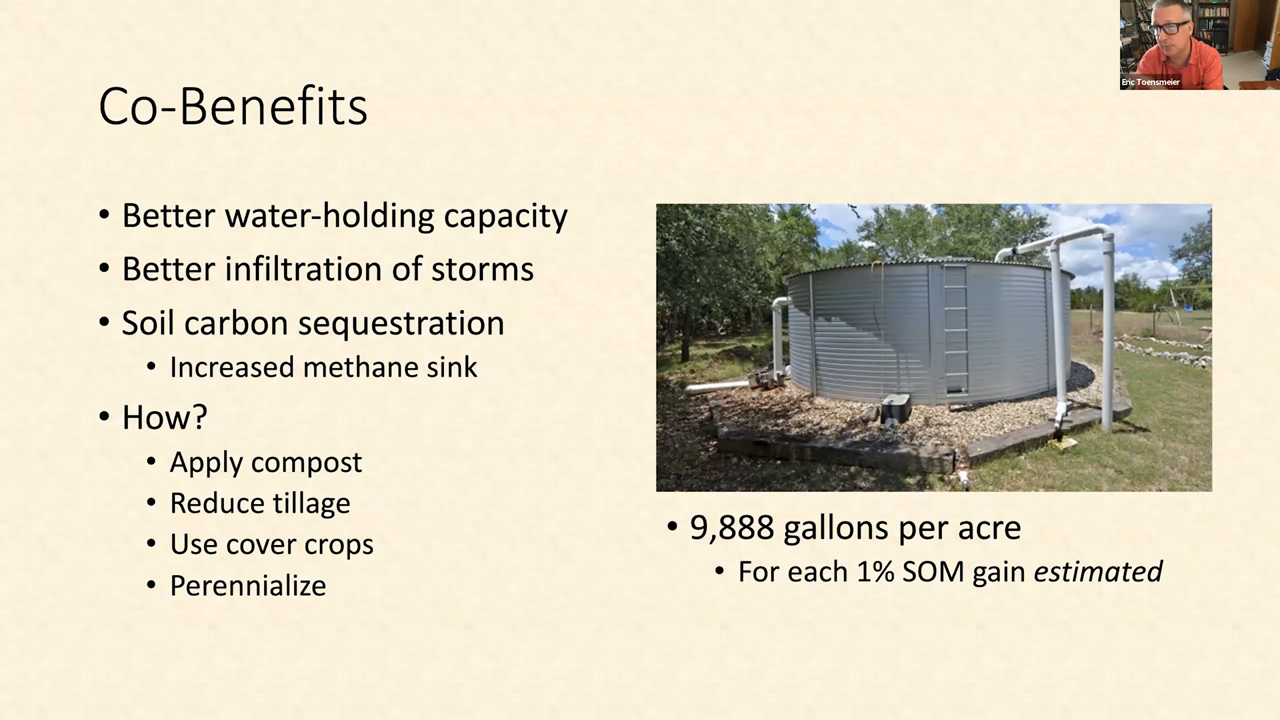 Eric Toensmeier
Co-Benefits
• Better water-holding capacity
• Better infiltration of storms
• Soil carbon sequestration
• Increased methane sink
• How?
• Apply compost
• Reduce tillage
• Use cover crops
• Perennialize
• 9,888 gallons per acre
• For each 1% SOM gain estimated